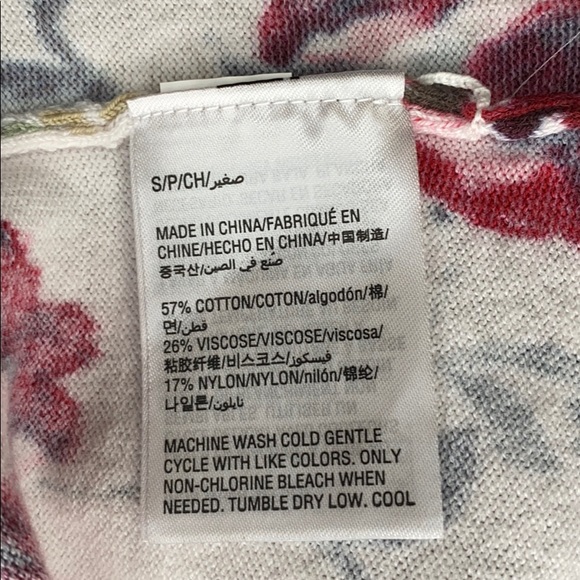 S/P/CH/صغير
MADE IN CHINA/FABRIQUÉ EN
CHINE/HECHO EN CHINA/中国制造/
중국산/صنع في الصين
57% COTTON/COTON/algodón/棉/
면/قطن
26% VISCOSE/VISCOSE/viscosa/
粘胶纤维/비스코스/فيسكوز
17% NYLON/NYLON/nilón/锦纶/
나일론/نايلون
MACHINE WASH COLD GENTLE
CYCLE WITH LIKE COLORS. ONLY
NON-CHLORINE BLEACH WHEN
NEEDED. TUMBLE DRY LOW. COOL